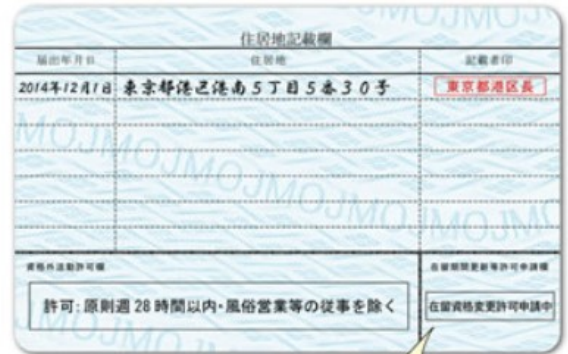 住居地記載欄
届出年月日 住居地 記載者印
2014年12月1日 東京都港区港南5丁目5番30号 東京都港区長
MOJMOJMOJMOJMOJM
資格外活動許可欄 在留期間更新等許可申請欄
許可:原則週28時間以内・風俗営業等の従事を除く 在留資格変更許可申請中